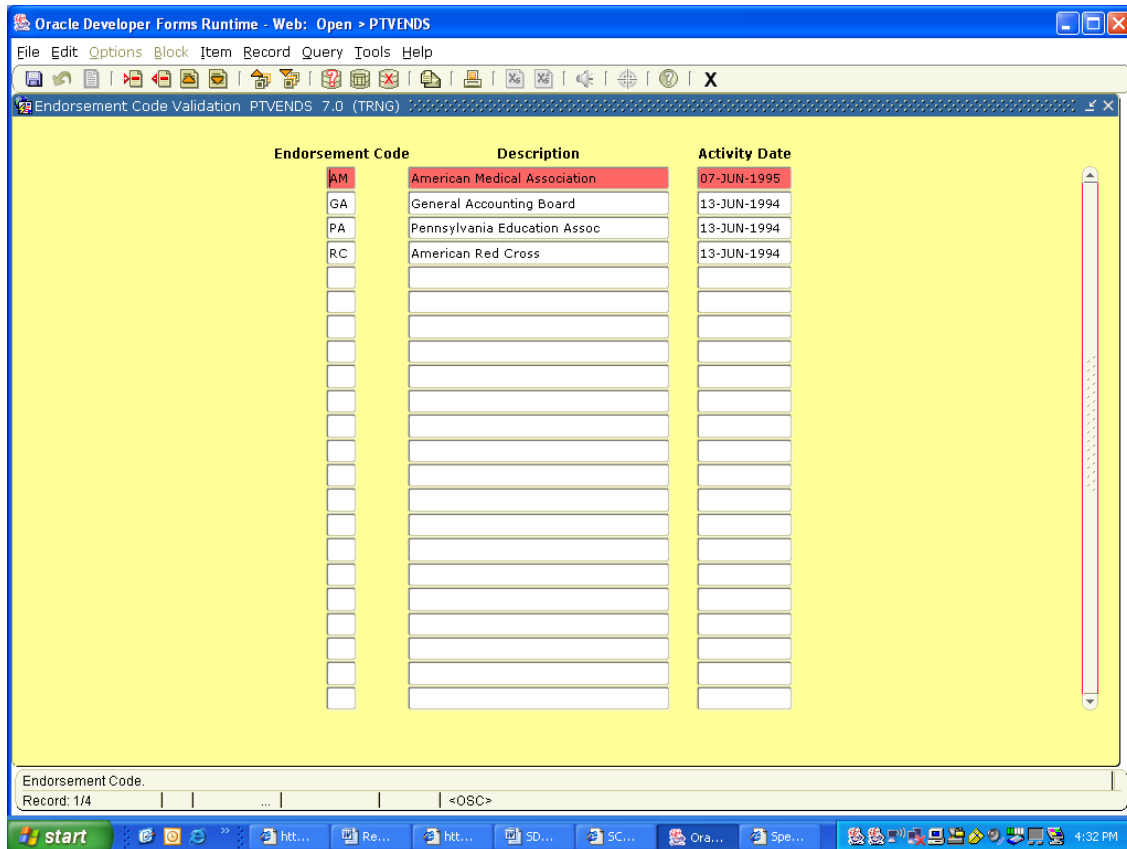 Oracle Developer Forms Runtime - Web: Open > PTVENDS
File Edit Options Block Item Record Query Tools Help
X
Endorsement Code Validation PTVENDS 7.0 (TRNG)
Endorsement Code Description Activity Date
AM American Medical Association 07-JUN-1995
GA General Accounting Board 13-JUN-1994
PA Pennsylvania Education Assoc 13-JUN-1994
RC American Red Cross 13-JUN-1994
Endorsement Code.
Record: 1/4 ... <OSC>
start htt... Re... htt... SD... SC... Ora... Spe... 4:32 PM